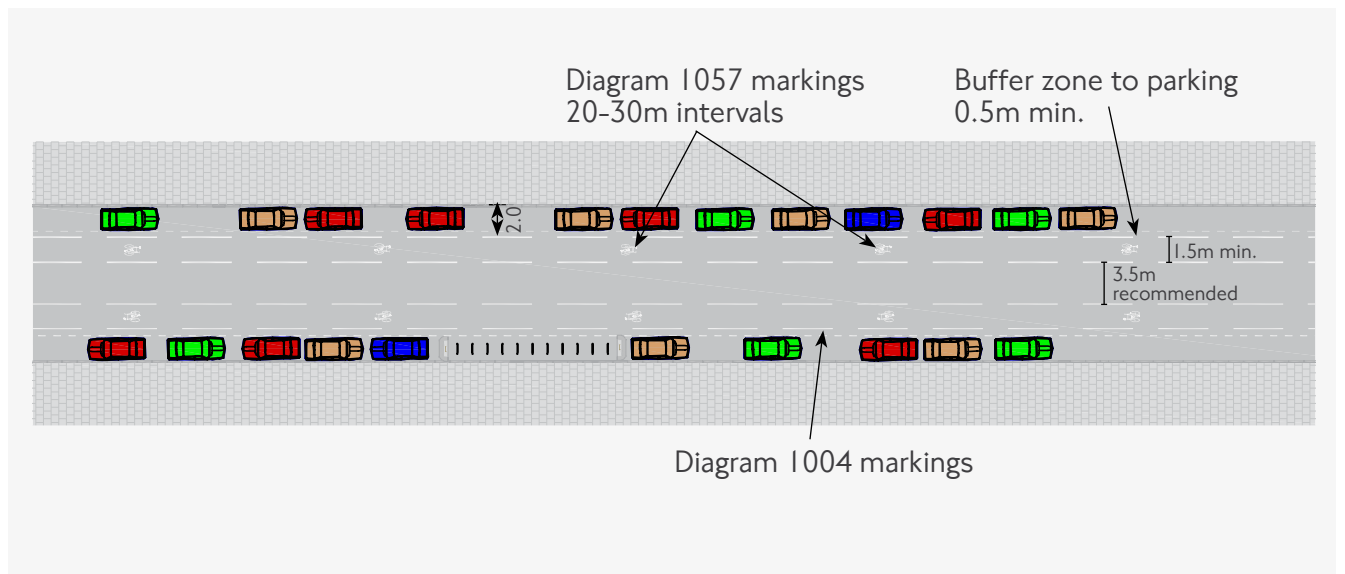 Diagram 1057 markings
20-30m intervals
Buffer zone to parking
0.5m min.
2.0
1.5m min.
3.5m
recommended
Diagram 1004 markings